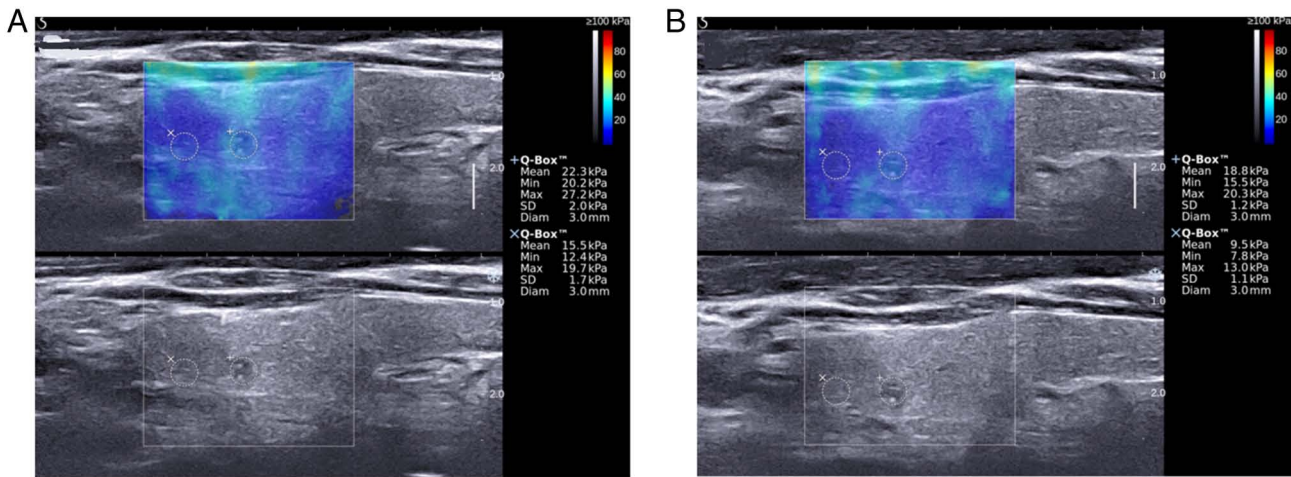 A
≥100 kPa
80
60
40
20
1.0
2.0
+Q-Box™
Mean 22.3kPa
Min 20.2kPa
Max 27.2kPa
SD 2.0kPa
Diam 3.0mm
×Q-Box™
Mean 15.5kPa
Min 12.4kPa
Max 19.7kPa
SD 1.7kPa
Diam 3.0mm
1.0
2.0
B
≥100 kPa
80
60
40
20
1.0
2.0
+Q-Box™
Mean 18.8kPa
Min 15.5kPa
Max 20.3kPa
SD 1.2kPa
Diam 3.0mm
×Q-Box™
Mean 9.5kPa
Min 7.8kPa
Max 13.0kPa
SD 1.1kPa
Diam 3.0mm
1.0
2.0